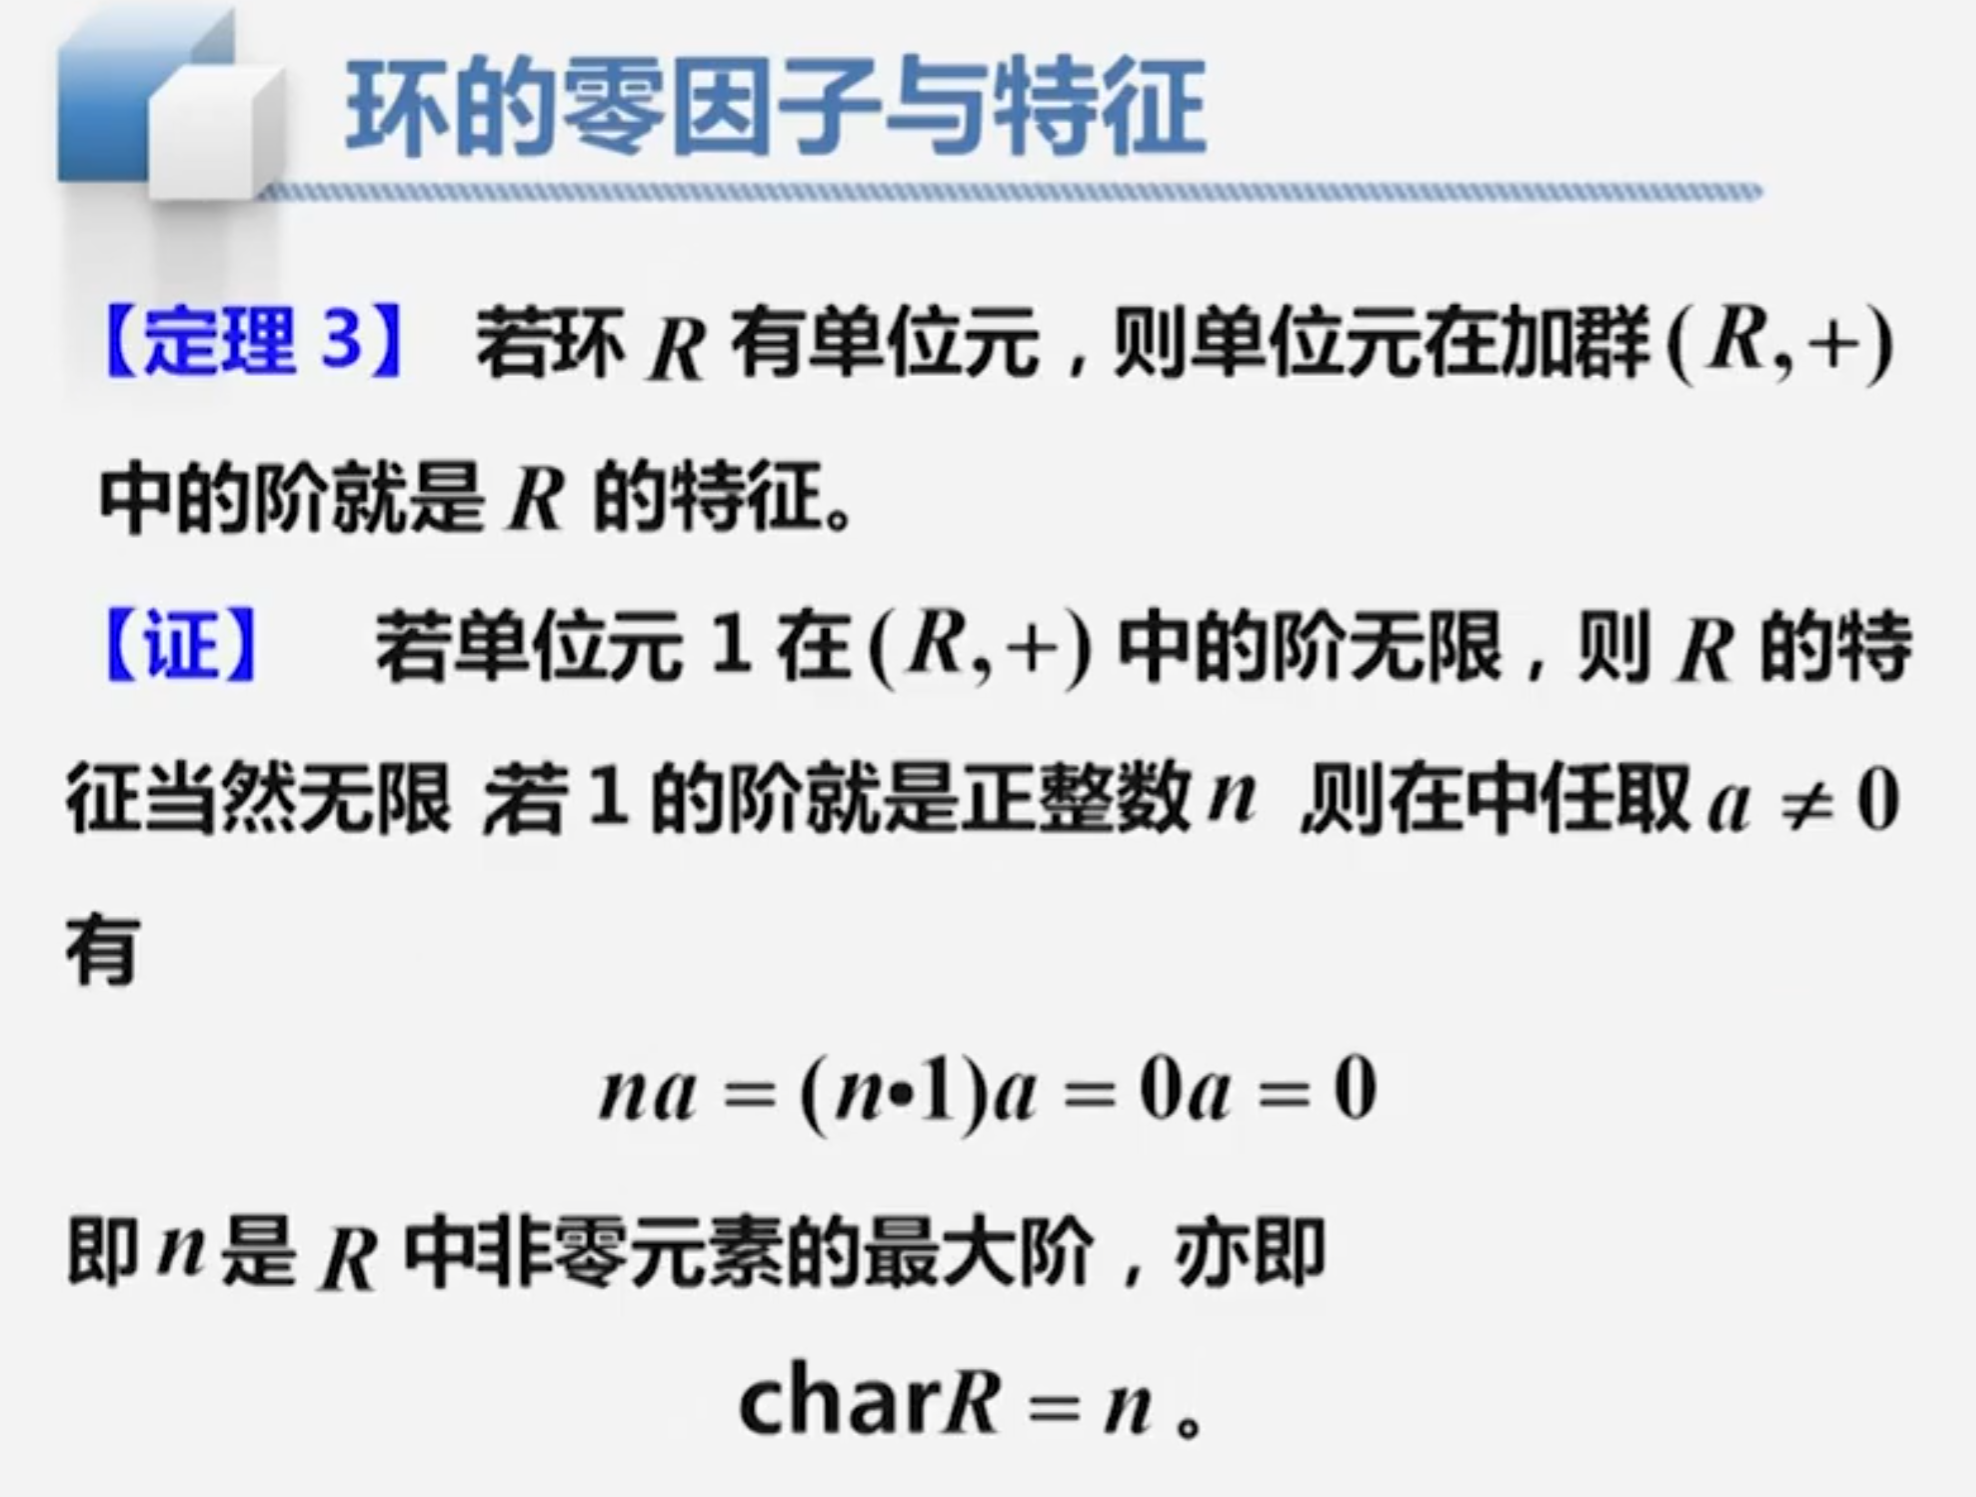 环的零因子与特征
【定理 3】 若环 R 有单位元，则单位元在加群(R,+)
中的阶就是 R 的特征。
【证】 若单位元 1 在(R,+) 中的阶无限，则 R 的特
征当然无限 ;若 1 的阶就是正整数 n ,则在中任取 a ≠ 0
有
na = (n•1)a = 0a = 0
即 n 是 R 中非零元素的最大阶，亦即
charR = n 。